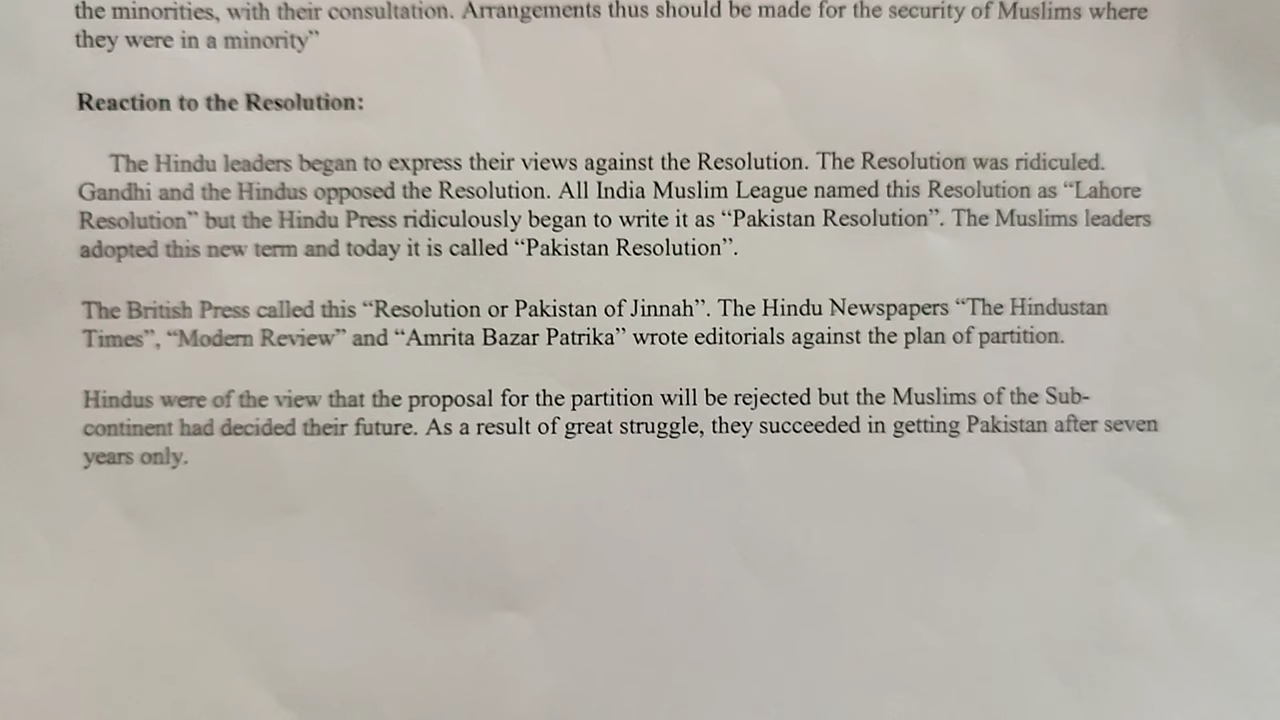 the minorities, with their consultation. Arrangements thus should be made for the security of Muslims where
they were in a minority”
Reaction to the Resolution:
The Hindu leaders began to express their views against the Resolution. The Resolution was ridiculed.
Gandhi and the Hindus opposed the Resolution. All India Muslim League named this Resolution as “Lahore
Resolution” but the Hindu Press ridiculously began to write it as “Pakistan Resolution”. The Muslims leaders
adopted this new term and today it is called “Pakistan Resolution”.
The British Press called this “Resolution or Pakistan of Jinnah”. The Hindu Newspapers “The Hindustan
Times”, “Modern Review” and “Amrita Bazar Patrika” wrote editorials against the plan of partition.
Hindus were of the view that the proposal for the partition will be rejected but the Muslims of the Sub-
continent had decided their future. As a result of great struggle, they succeeded in getting Pakistan after seven
years only.